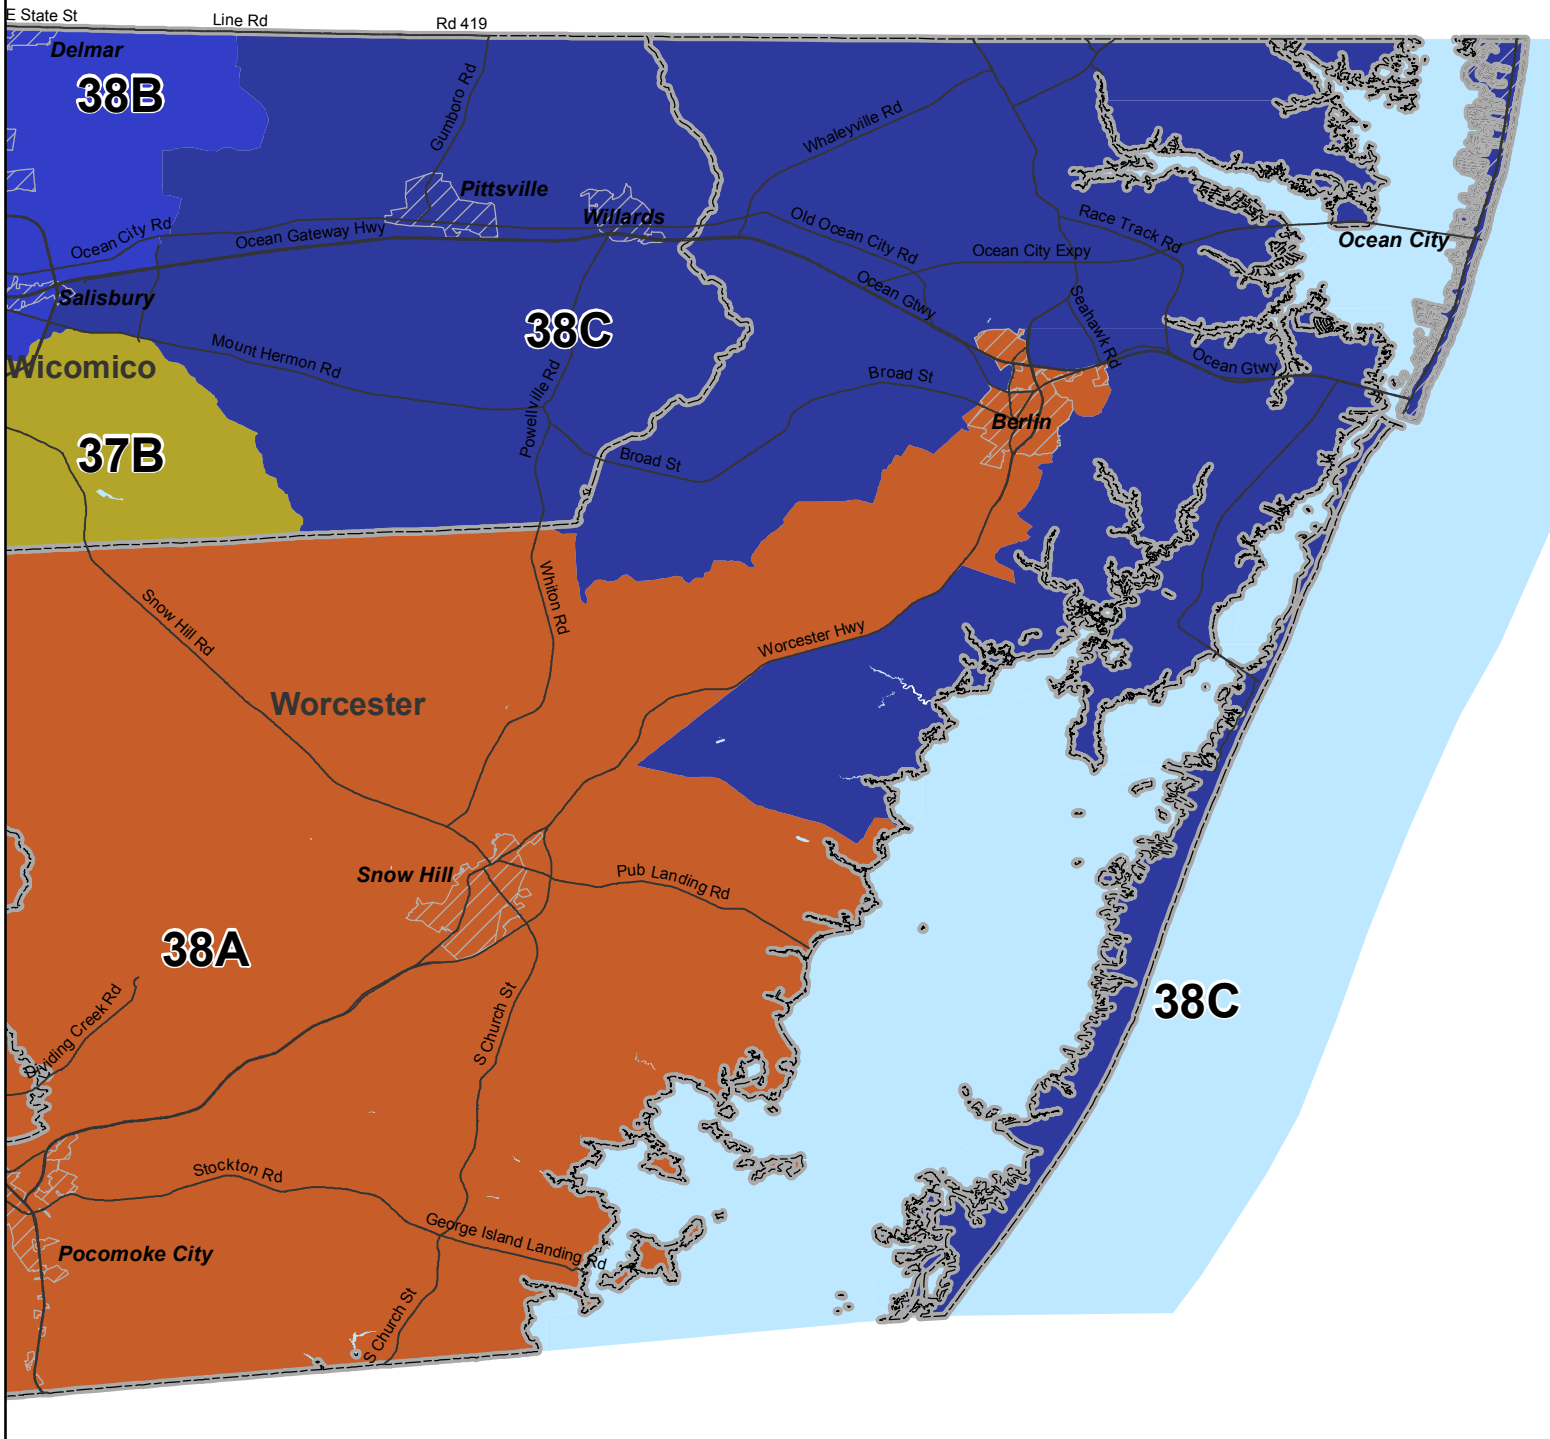 E State St
Line Rd
Rd 419
Delmar
38B
Gumboro Rd
Whaleyville Rd
Pittsville
Willards
Ocean City Rd
Ocean Gateway Hwy
Old Ocean City Rd
Race Track Rd
Ocean City Expy
Ocean City
Salisbury
Ocean Gtwy
Seahawk Rd
38C
Wicomico
Mount Hermon Rd
Powellville Rd
Broad St
Ocean Gtwy
Berlin
37B
Broad St
Snow Hill Rd
Whiton Rd
Worcester Hwy
Worcester
Snow Hill
Pub Landing Rd
38A
38C
Dividing Creek Rd
S Church St
Stockton Rd
George Island Landing Rd
Pocomoke City
S Church St